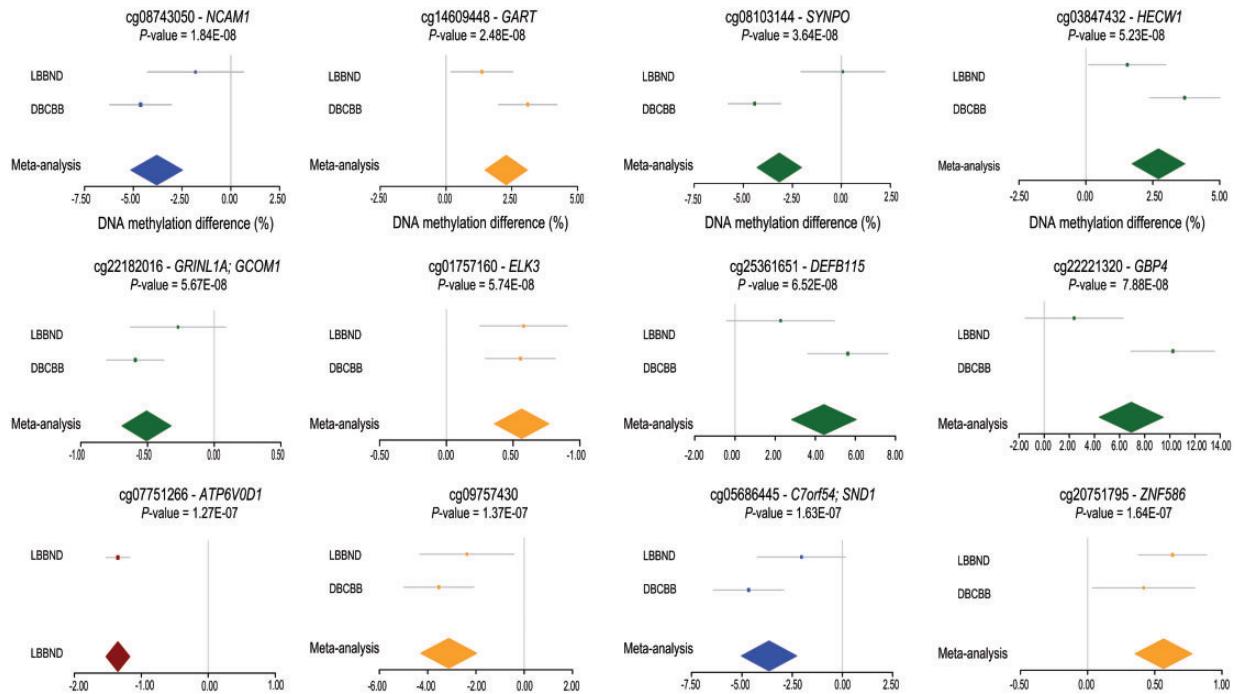 cg08743050 - NCAM1
P-value = 1.84E-08
LBBND
DBCBB
Meta-analysis
-7.50 -5.00 -2.50 0.00 2.50
DNA methylation difference (%)
cg14609448 - GART
P-value = 2.48E-08
LBBND
DBCBB
Meta-analysis
-2.50 0.00 2.50 5.00
DNA methylation difference (%)
cg08103144 - SYNPO
P-value = 3.64E-08
LBBND
DBCBB
Meta-analysis
-7.50 -5.00 -2.50 0.00 2.50
DNA methylation difference (%)
cg03847432 - HECW1
P-value = 5.23E-08
LBBND
DBCBB
Meta-analysis
-2.50 0.00 2.50 5.00
DNA methylation difference (%)
cg22182016 - GRINL1A; GCOM1
P-value = 5.67E-08
LBBND
DBCBB
Meta-analysis
-1.00 -0.50 0.00 0.50
cg01757160 - ELK3
P-value = 5.74E-08
LBBND
DBCBB
Meta-analysis
-0.50 0.00 0.50 -1.00
cg25361651 - DEFB115
P-value = 6.52E-08
LBBND
DBCBB
Meta-analysis
2.00 0.00 2.00 4.00 6.00 8.00
cg22221320 - GBP4
P-value = 7.88E-08
LBBND
DBCBB
Meta-analysis
-2.00 0.00 2.00 4.00 6.00 8.00 10.00 12.00 14.00
cg07751266 - ATP6V0D1
P-value = 1.27E-07
LBBND
LBBND
-2.00 -1.00 0.00 1.00
cg09757430
P-value = 1.37E-07
LBBND
DBCBB
Meta-analysis
-6.00 -4.00 -2.00 0.00 2.00
cg05686445 - C7orf54; SND1
P-value = 1.63E-07
LBBND
DBCBB
Meta-analysis
-7.50 -5.00 -2.50 0.00 2.50
cg20751795 - ZNF586
P-value = 1.64E-07
LBBND
DBCBB
Meta-analysis
-0.50 0.00 0.50 1.00